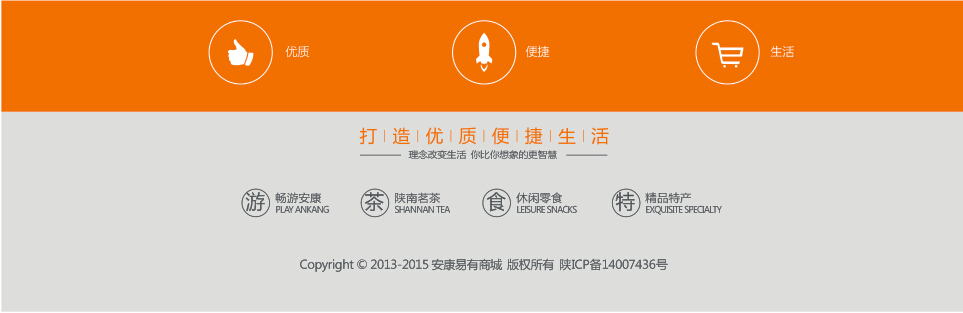 优质 便捷 生活
打 | 造 | 优 | 质 | 便 | 捷 | 生 | 活
理念改变生活 你比你想象的更智慧
游 畅游安康 茶 陕南茗茶 食 休闲零食 特 精品特产
PLAY ANKANG SHANNAN TEA LEISURE SNACKS EXQUISITE SPECIALTY
Copyright © 2013-2015 安康易有商城 版权所有 陕ICP备14007436号